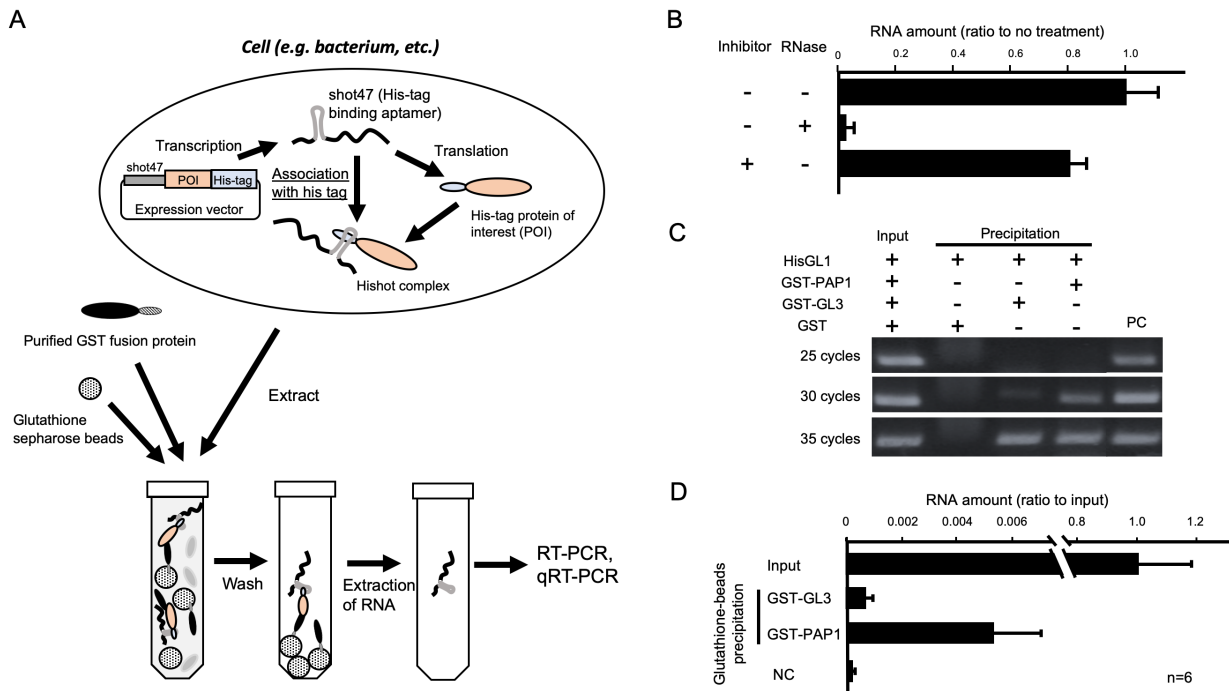 A
Cell (e.g. bacterium, etc.)
shot47 (His-tag
binding aptamer)
Transcription
Translation
shot47
POI
His-tag
Expression vector
Association
with his tag
His-tag protein of
interest (POI)
Hishot complex
Purified GST fusion protein
Glutathione
sepharose beads
Extract
Wash
Extraction
of RNA
RT-PCR,
qRT-PCR
B
RNA amount (ratio to no treatment)
Inhibitor RNase
0 0.2 0.4 0.6 0.8 1.0
- -
- +
+ -
C
Input Precipitation
HisGL1 + + + +
GST-PAP1 + - - +
GST-GL3 + - + -
GST + + - - PC
25 cycles
30 cycles
35 cycles
D
RNA amount (ratio to input)
0 0.002 0.004 0.006 0.8 1.0 1.2
Input
Glutathione-beads
precipitation
GST-GL3
GST-PAP1
NC
n=6